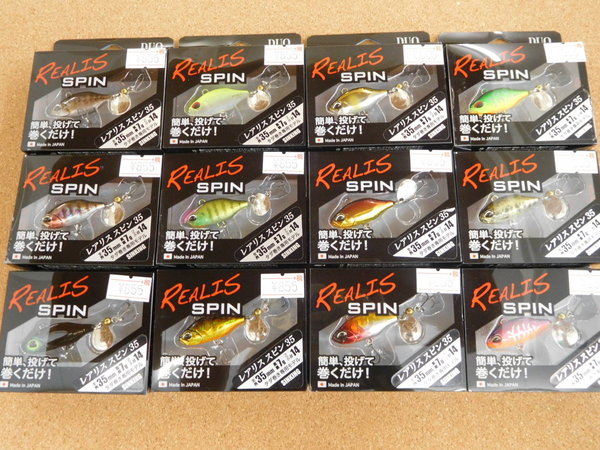 DUO
DUO
DUO
REALIS
SPIN
簡単、投げて
巻くだけ！
Made In JAPAN
レアリス スピン 35
35mm 7g 14
SINKING
REALIS
SPIN
簡単、投げて
巻くだけ！
Made In JAPAN
レアリス スピン 35
35mm 7g 14
SINKING
REALIS
SPIN
簡単、投げて
巻くだけ！
Made In JAPAN
レアリス スピン 35
35mm 7g 14
SINKING
REALIS
SPIN
簡単、投げて
巻くだけ！
Made In JAPAN
レアリス スピン 35
35mm 7g 14
SINKING
REALIS
SPIN
簡単、投げて
巻くだけ！
Made In JAPAN
レアリス スピン 35
35mm 7g 14
SINKING
REALIS
SPIN
簡単、投げて
巻くだけ！
Made In JAPAN
レアリス スピン 35
35mm 7g 14
SINKING
REALIS
SPIN
簡単、投げて
巻くだけ！
Made In JAPAN
レアリス スピン 35
35mm 7g 14
SINKING
REALIS
SPIN
簡単、投げて
巻くだけ！
Made In JAPAN
レアリス スピン 35
35mm 7g 14
SINKING
REALIS
SPIN
¥855
簡単、投げて
巻くだけ！
Made In JAPAN
レアリス スピン 35
35mm 7g 14
SINKING
REALIS
SPIN
¥855
簡単、投げて
巻くだけ！
Made In JAPAN
レアリス スピン 35
35mm 7g 14
SINKING
REALIS
SPIN
簡単、投げて
巻くだけ！
Made In JAPAN
レアリス スピン 35
35mm 7g 14
SINKING
REALIS
SPIN
簡単、投げて
巻くだけ！
Made In JAPAN
レアリス スピン 35
35mm 7g 14
SINKING